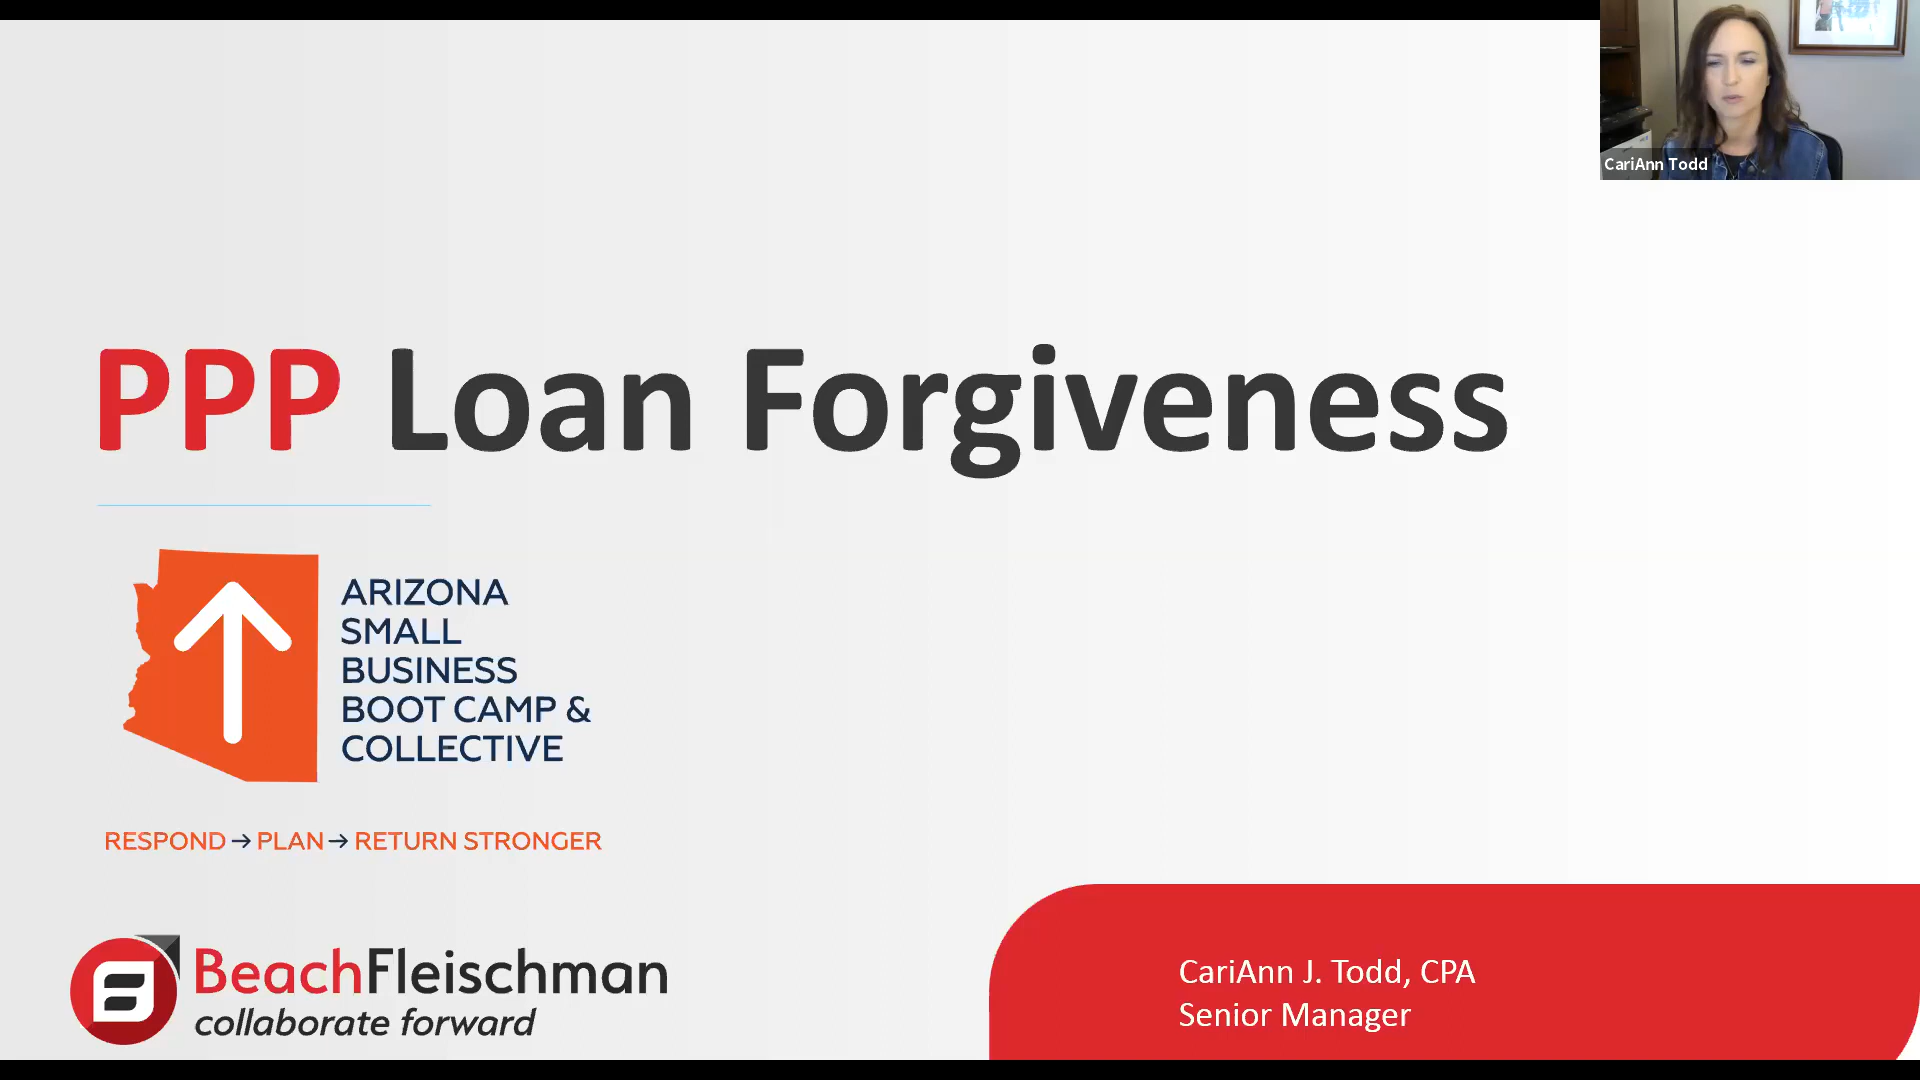 CariAnn Todd
PPP Loan Forgiveness
ARIZONA
SMALL
BUSINESS
BOOT CAMP &
COLLECTIVE
RESPOND → PLAN → RETURN STRONGER
BeachFleischman
collaborate forward
CariAnn J. Todd, CPA
Senior Manager